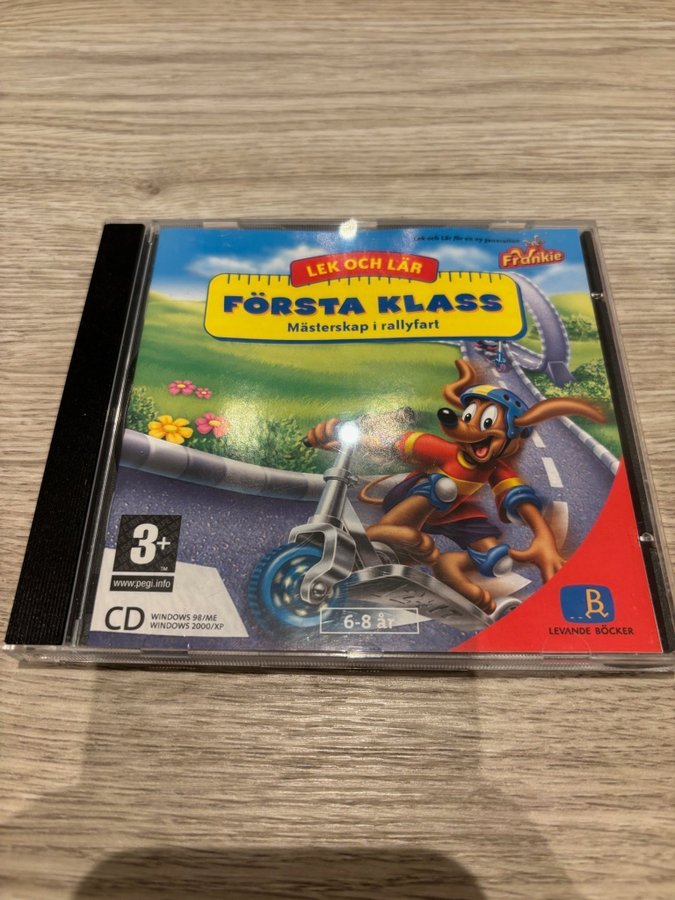 Lek och Lär för en ny generation
Frankie
LEK OCH LÄR
FÖRSTA KLASS
Mästerskap i rallyfart
3+
TM
www.pegi.info
CD WINDOWS 98/ME
WINDOWS 2000/XP
6-8 år
LEVANDE BÖCKER